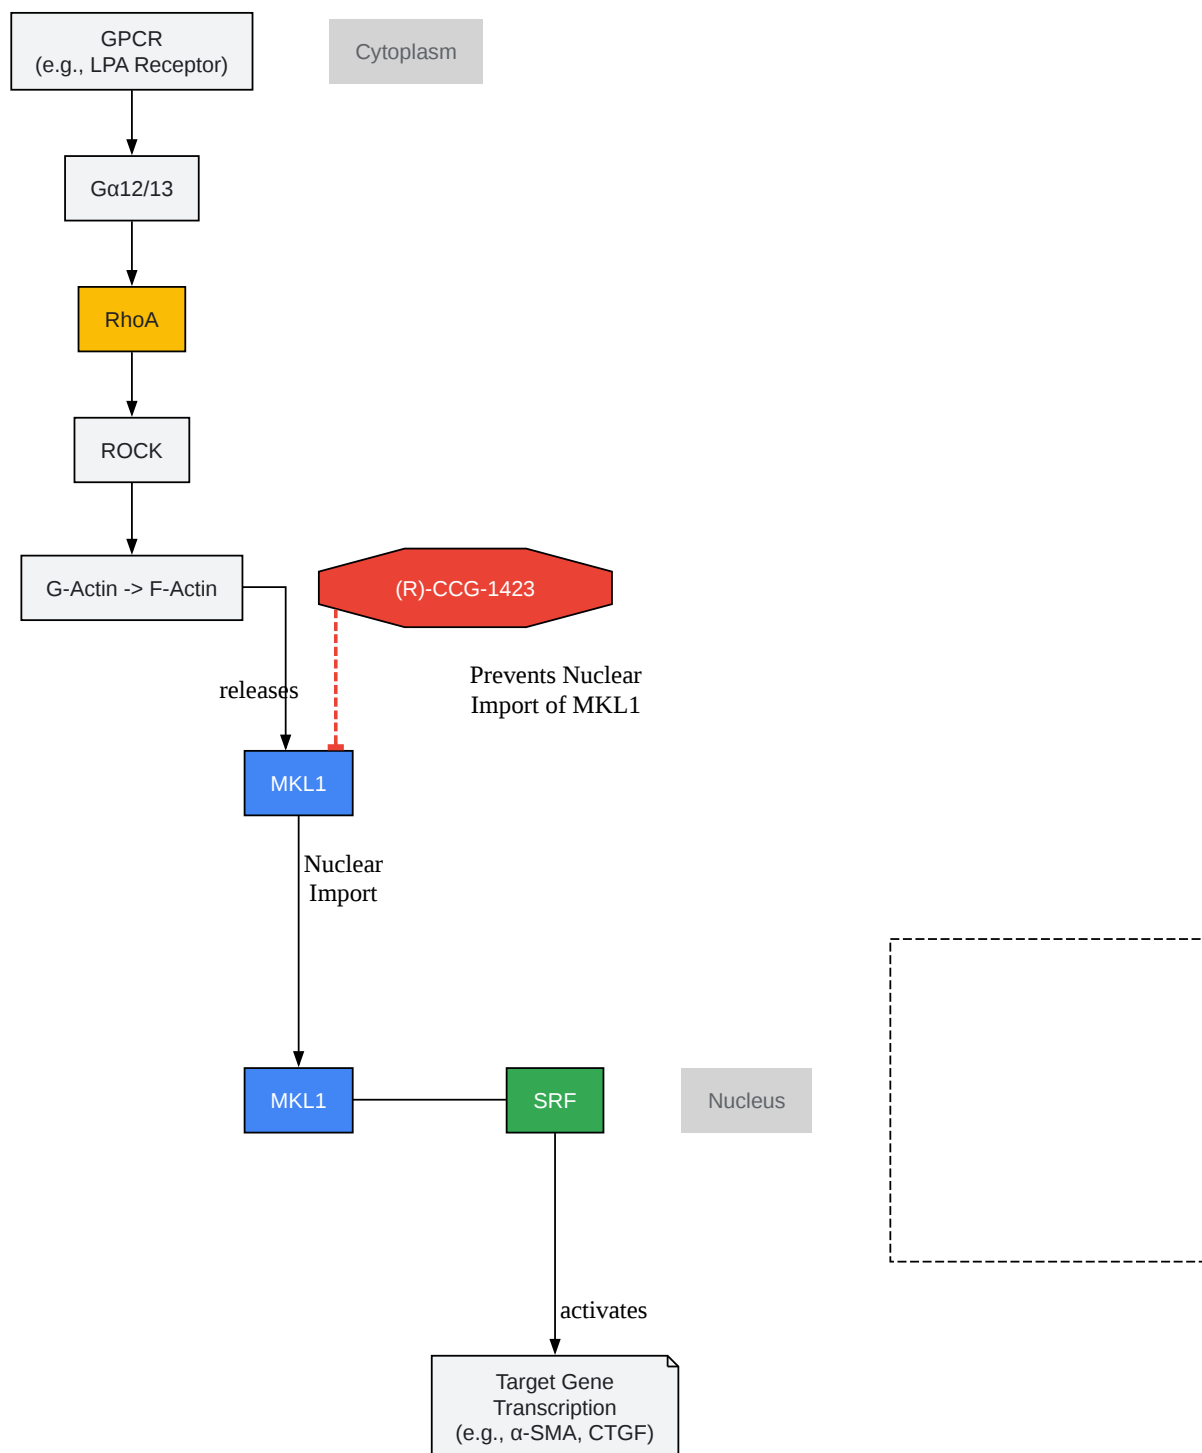 GPCR
(e.g., LPA Receptor)
Cytoplasm
Gα12/13
RhoA
ROCK
G-Actin -> F-Actin
(R)-CCG-1423
releases
Prevents Nuclear
Import of MKL1
MKL1
Nuclear
Import
MKL1
SRF
Nucleus
activates
Target Gene
Transcription
(e.g., α-SMA, CTGF)